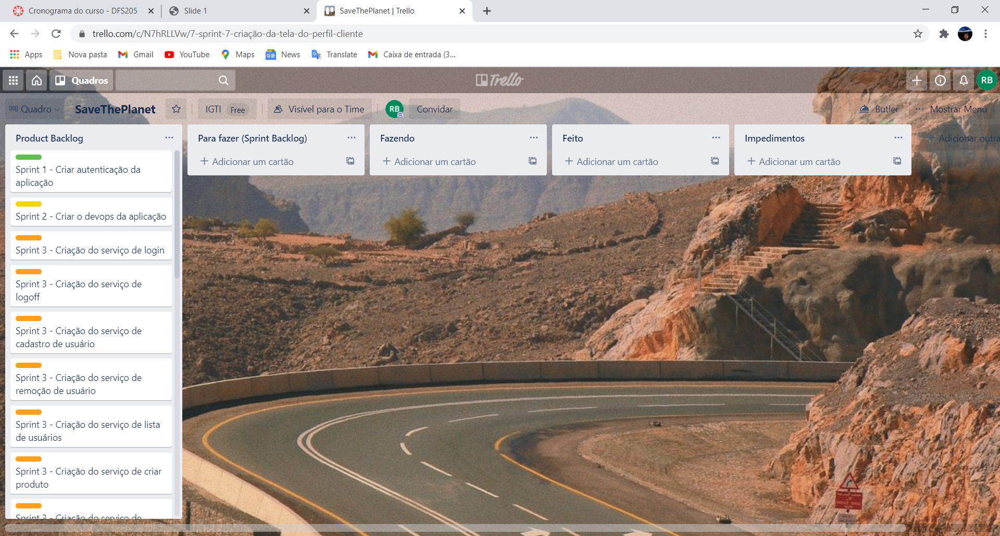 Cronograma do curso - DFS205
Slide 1
SaveThePlanet | Trello
trello.com/c/N7hRLLVw/7-sprint-7-criação-da-tela-do-perfil-cliente
Apps
Nova pasta
Gmail
YouTube
Maps
News
Translate
Caixa de entrada (3...
Quadros
Trello
RB
Quadro
SaveThePlanet
IGTI Free
Visível para o Time
RB
Convidar
Butler
Mostrar Menu
Product Backlog
Sprint 1 - Criar autenticação da
aplicação
Sprint 2 - Criar o devops da aplicação
Sprint 3 - Criação do serviço de login
Sprint 3 - Criação do serviço de
logoff
Sprint 3 - Criação do serviço de
cadastro de usuário
Sprint 3 - Criação do serviço de
remoção de usuário
Sprint 3 - Criação do serviço de lista
de usuários
Sprint 3 - Criação do serviço de criar
produto
Sprint 3 - Criação do serviço de
Para fazer (Sprint Backlog)
+ Adicionar um cartão
Fazendo
+ Adicionar um cartão
Feito
+ Adicionar um cartão
Impedimentos
+ Adicionar um cartão
+ Adicionar outra